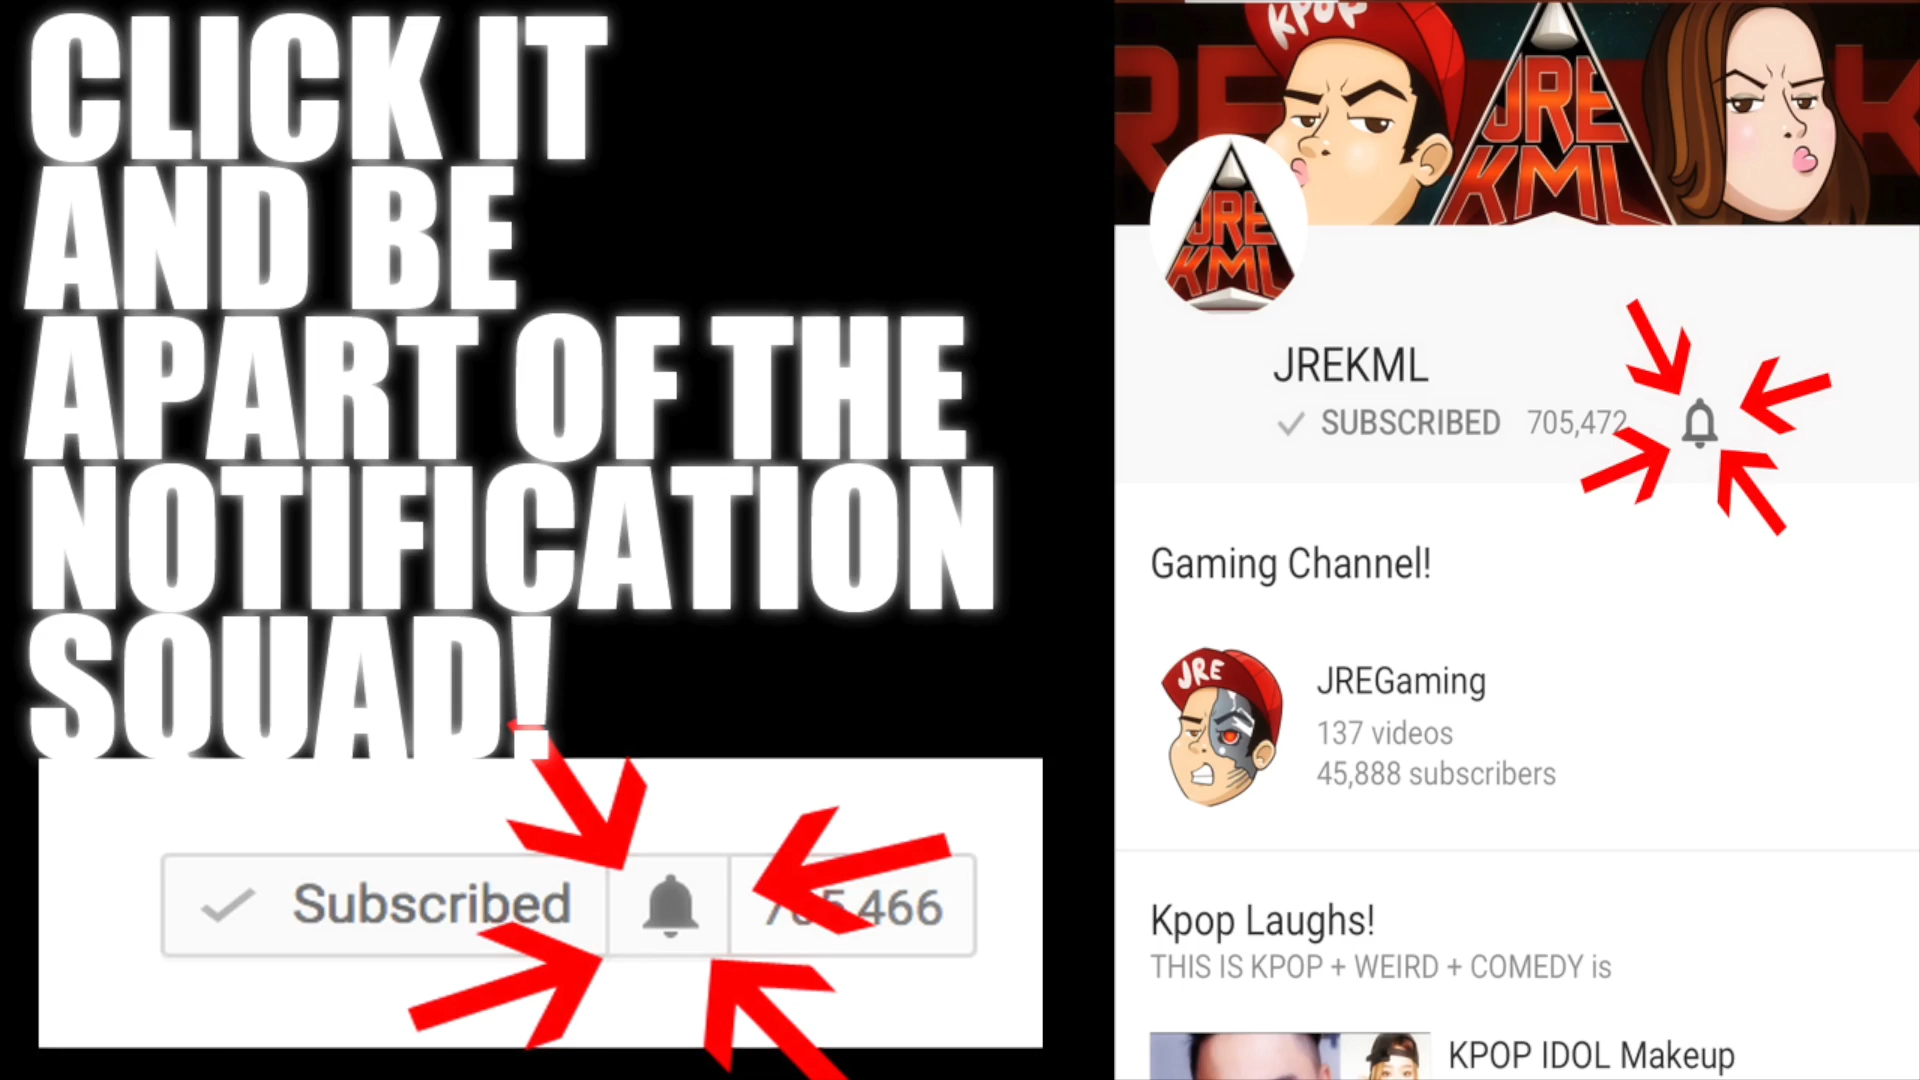 CLICK IT
AND BE
APART OF THE
NOTIFICATION
SQUAD!
Subscribed
466
KPOP
JRE
KML
JRE
KML
JREKML
SUBSCRIBED 705,472
Gaming Channel!
JRE
JREGaming
137 videos
45,888 subscribers
Kpop Laughs!
THIS IS KPOP + WEIRD + COMEDY is
KPOP IDOL Makeup